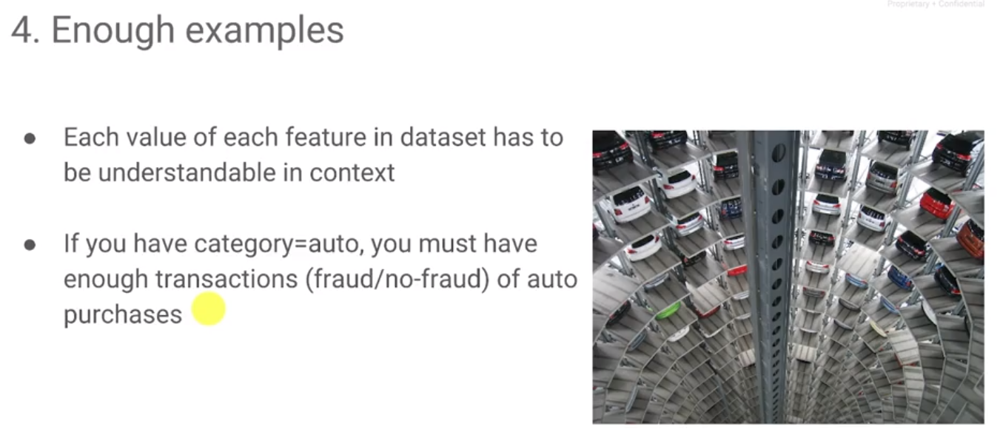 Proprietary + Confidential
4. Enough examples
● Each value of each feature in dataset has to
be understandable in context
● If you have category=auto, you must have
enough transactions (fraud/no-fraud) of auto
purchases